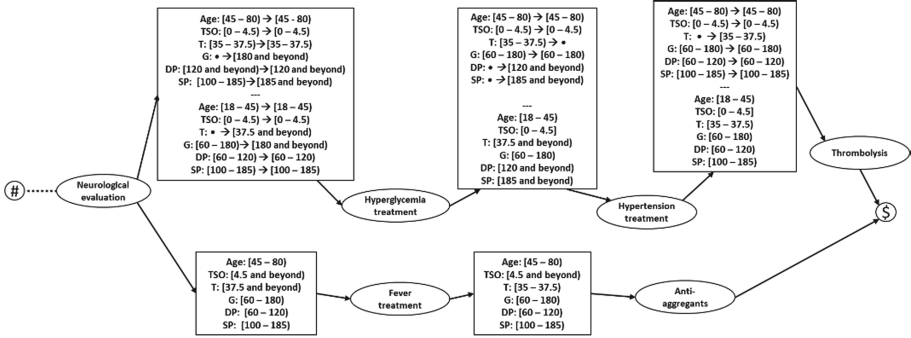 #
Neurological
evaluation
Age: [45 – 80) → [45 - 80)
TSO: [0 – 4.5) → [0 – 4.5)
T: [35 – 37.5)→[35 – 37.5)
G: • →[180 and beyond)
DP: [120 and beyond)→[120 and beyond)
SP: [100 – 185)→[185 and beyond)
---
Age: [18 – 45) → [18 – 45)
TSO: [0 – 4.5) → [0 – 4.5)
T: • → [37.5 and beyond)
G: [60 – 180)→ [180 and beyond)
DP: [60 – 120) → [60 – 120)
SP: [100 – 185) → [100 – 185)
Hyperglycemia
treatment
Age: [45 – 80) → [45 – 80)
TSO: [0 – 4.5) → [0 – 4.5)
T: [35 – 37.5) → •
G: [60 – 180) → [60 – 180)
DP: • → [120 and beyond)
SP: • → [185 and beyond)
---
Age: [18 – 45)
TSO: [0 – 4.5]
T: [37.5 and beyond)
G: [60 – 180)
DP: [120 and beyond)
SP: [185 and beyond)
Hypertension
treatment
Age: [45 – 80) → [45 – 80)
TSO: [0 – 4.5) → [0 – 4.5)
T: • → [35 – 37.5)
G: [60 – 180) → [60 – 180)
DP: [60 – 120) → [60 – 120)
SP: [100 – 185) → [100 – 185)
---
Age: [18 – 45)
TSO: [0 – 4.5]
T: [35 – 37.5)
G: [60 – 180)
DP: [60 – 120)
SP: [100 – 185)
Thrombolysis
$
Age: [45 – 80)
TSO: [4.5 and beyond)
T: [37.5 and beyond)
G: [60 – 180)
DP: [60 – 120)
SP: [100 – 185)
Fever
treatment
Age: [45 – 80)
TSO: [4.5 and beyond)
T: [35 – 37.5)
G: [60 – 180)
DP: [60 – 120)
SP: [100 – 185)
Anti-
aggregants